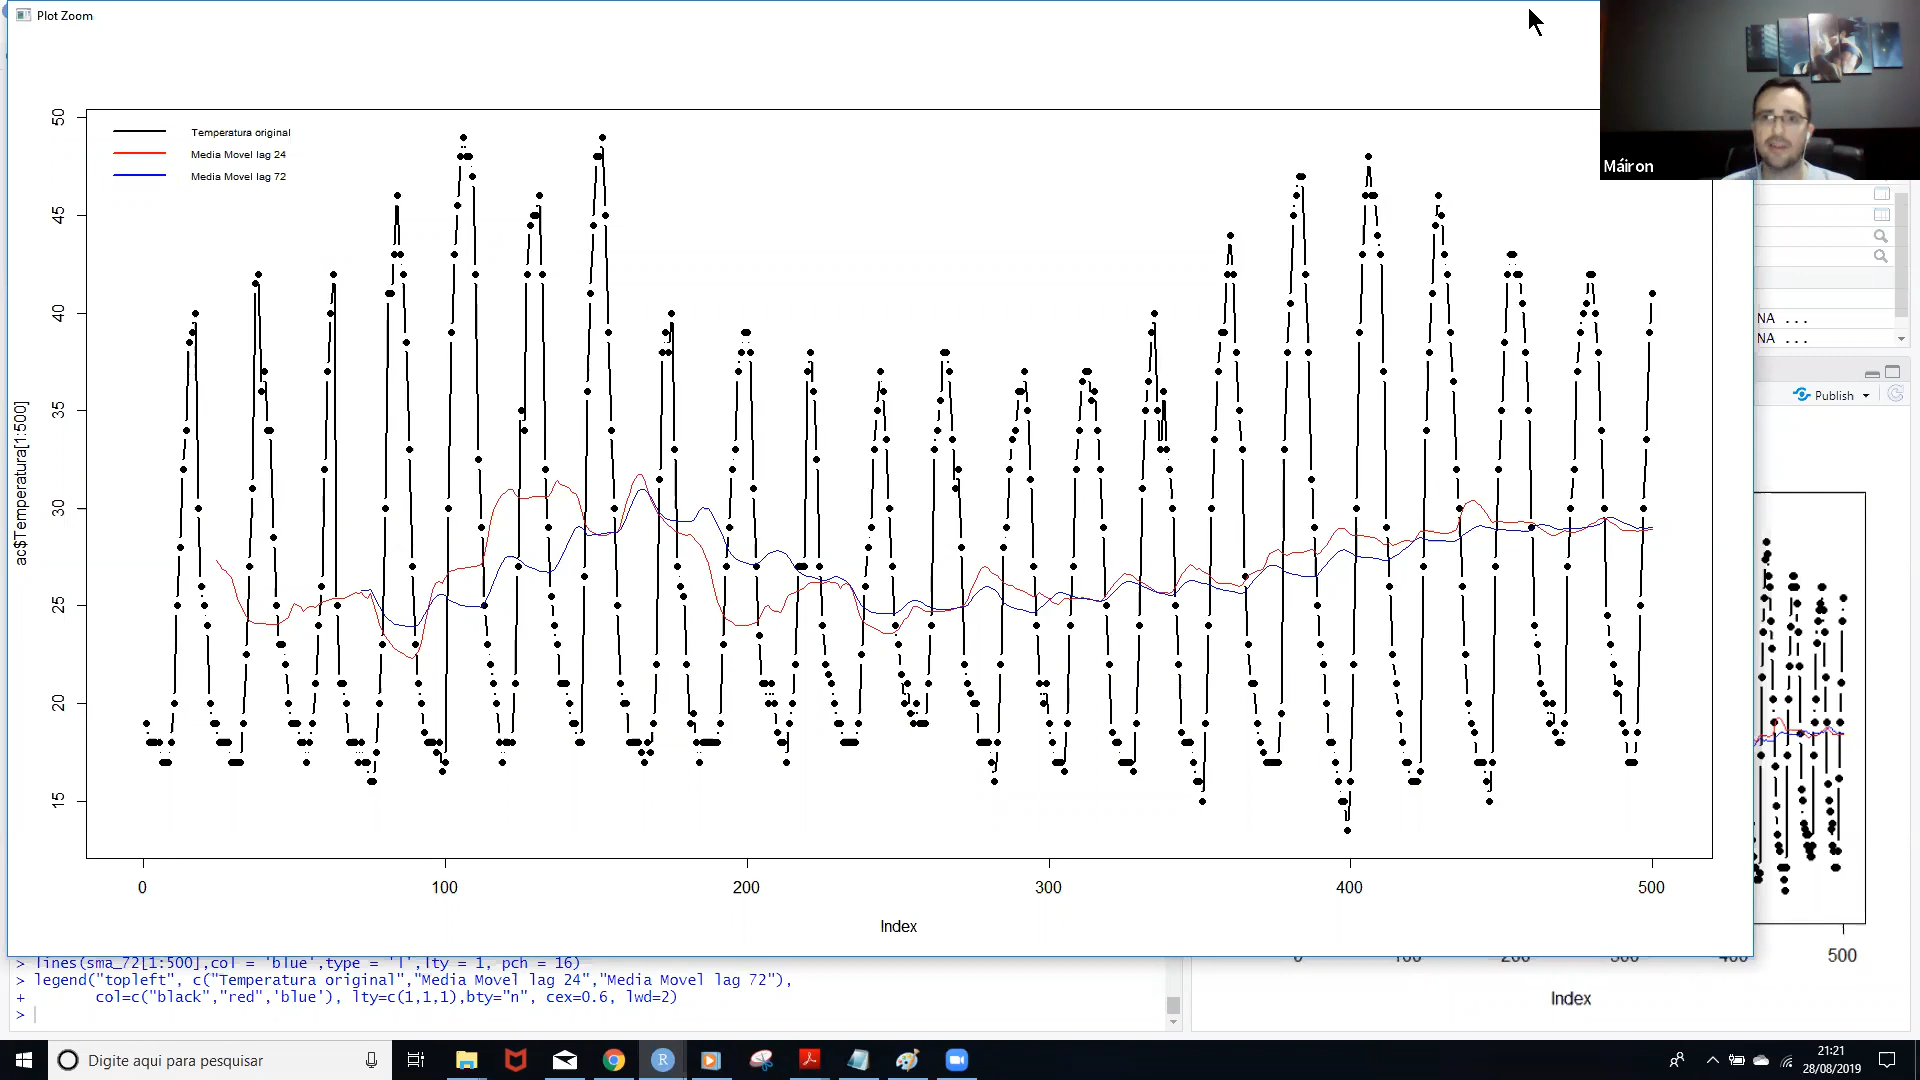 Plot Zoom
Máiron
50
45
40
35
30
25
20
15
ac$Temperatura[1:500]
Temperatura original
Media Movel lag 24
Media Movel lag 72
0
100
200
300
400
500
Index
NA ...
NA ...
Publish
500
Index
> lines(sma_72[1:500],col = 'blue',type = 'l',lty = 1, pch = 16)
> legend("topleft", c("Temperatura original","Media Movel lag 24","Media Movel lag 72"),
+ col=c("black","red",'blue'), lty=c(1,1,1),bty="n", cex=0.6, lwd=2)
>
Digite aqui para pesquisar
21:21
28/08/2019